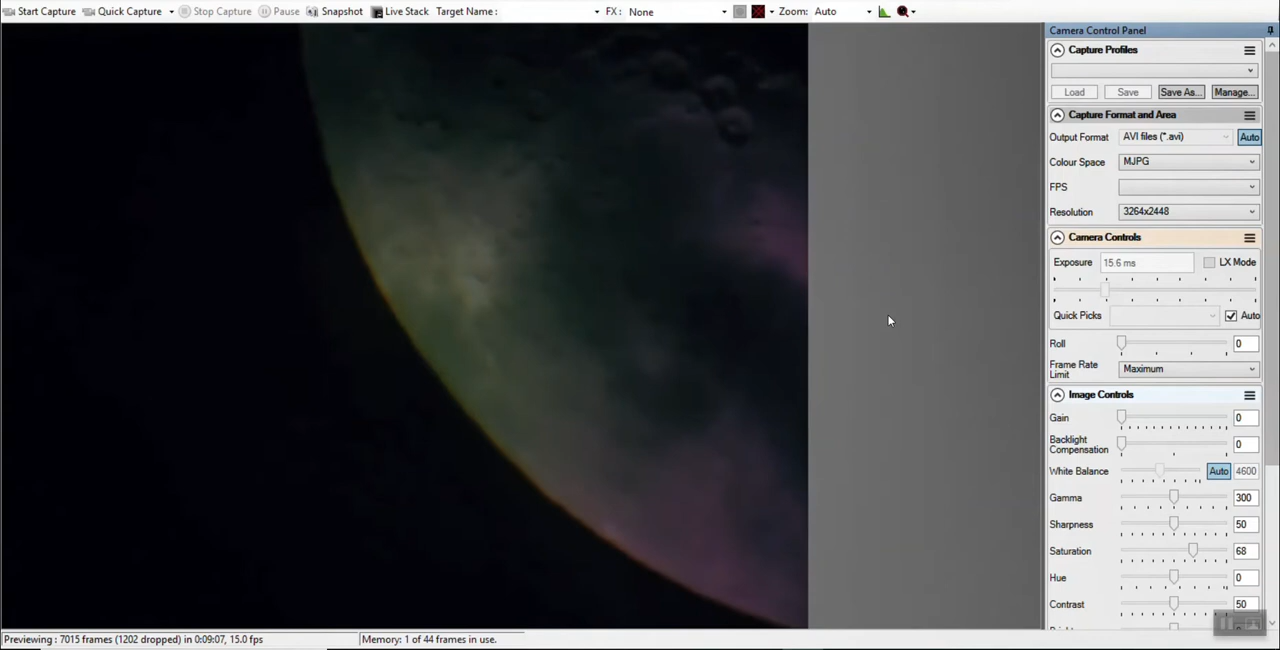 Start Capture Quick Capture Stop Capture Pause Snapshot Live Stack Target Name : FX : None Zoom: Auto
Camera Control Panel
Capture Profiles
Load Save Save As... Manage...
Capture Format and Area
Output Format AVI files (*.avi) Auto
Colour Space MJPG
FPS
Resolution 3264x2448
Camera Controls
Exposure 15.6 ms LX Mode
Quick Picks Auto
Roll 0
Frame Rate
Limit Maximum
Image Controls
Gain 0
Backlight
Compensation 0
White Balance Auto 4600
Gamma 300
Sharpness 50
Saturation 68
Hue 0
Contrast 50
Previewing : 7015 frames (1202 dropped) in 0:09:07, 15.0 fps Memory: 1 of 44 frames in use.